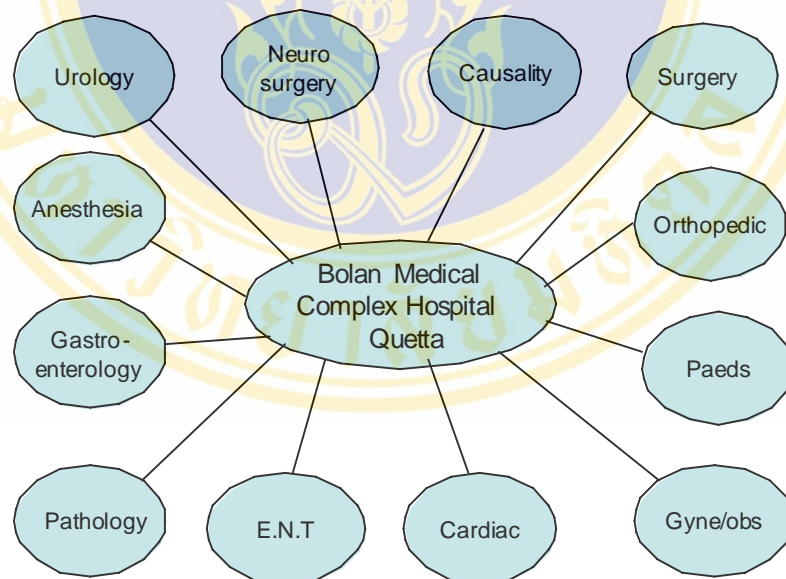 Urology
Neuro
surgery
Causality
Surgery
Anesthesia
Orthopedic
Bolan Medical
Complex Hospital
Quetta
Gastro-
enterology
Paeds
Pathology
E.N.T
Cardiac
Gyne/obs